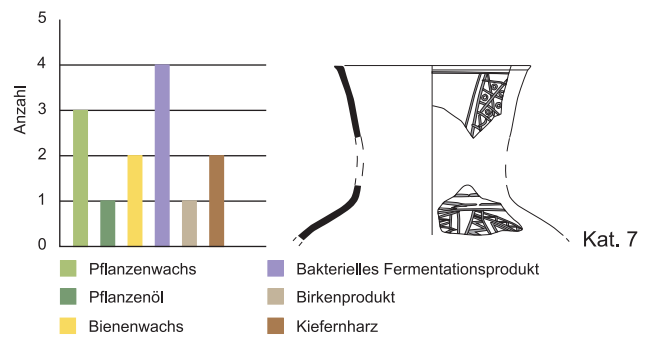 5
4
3
2
1
0
Anzahl
Kat. 7
Pflanzenwachs
Pflanzenöl
Bienenwachs
Bakterielles Fermentationsprodukt
Birkenprodukt
Kiefernharz